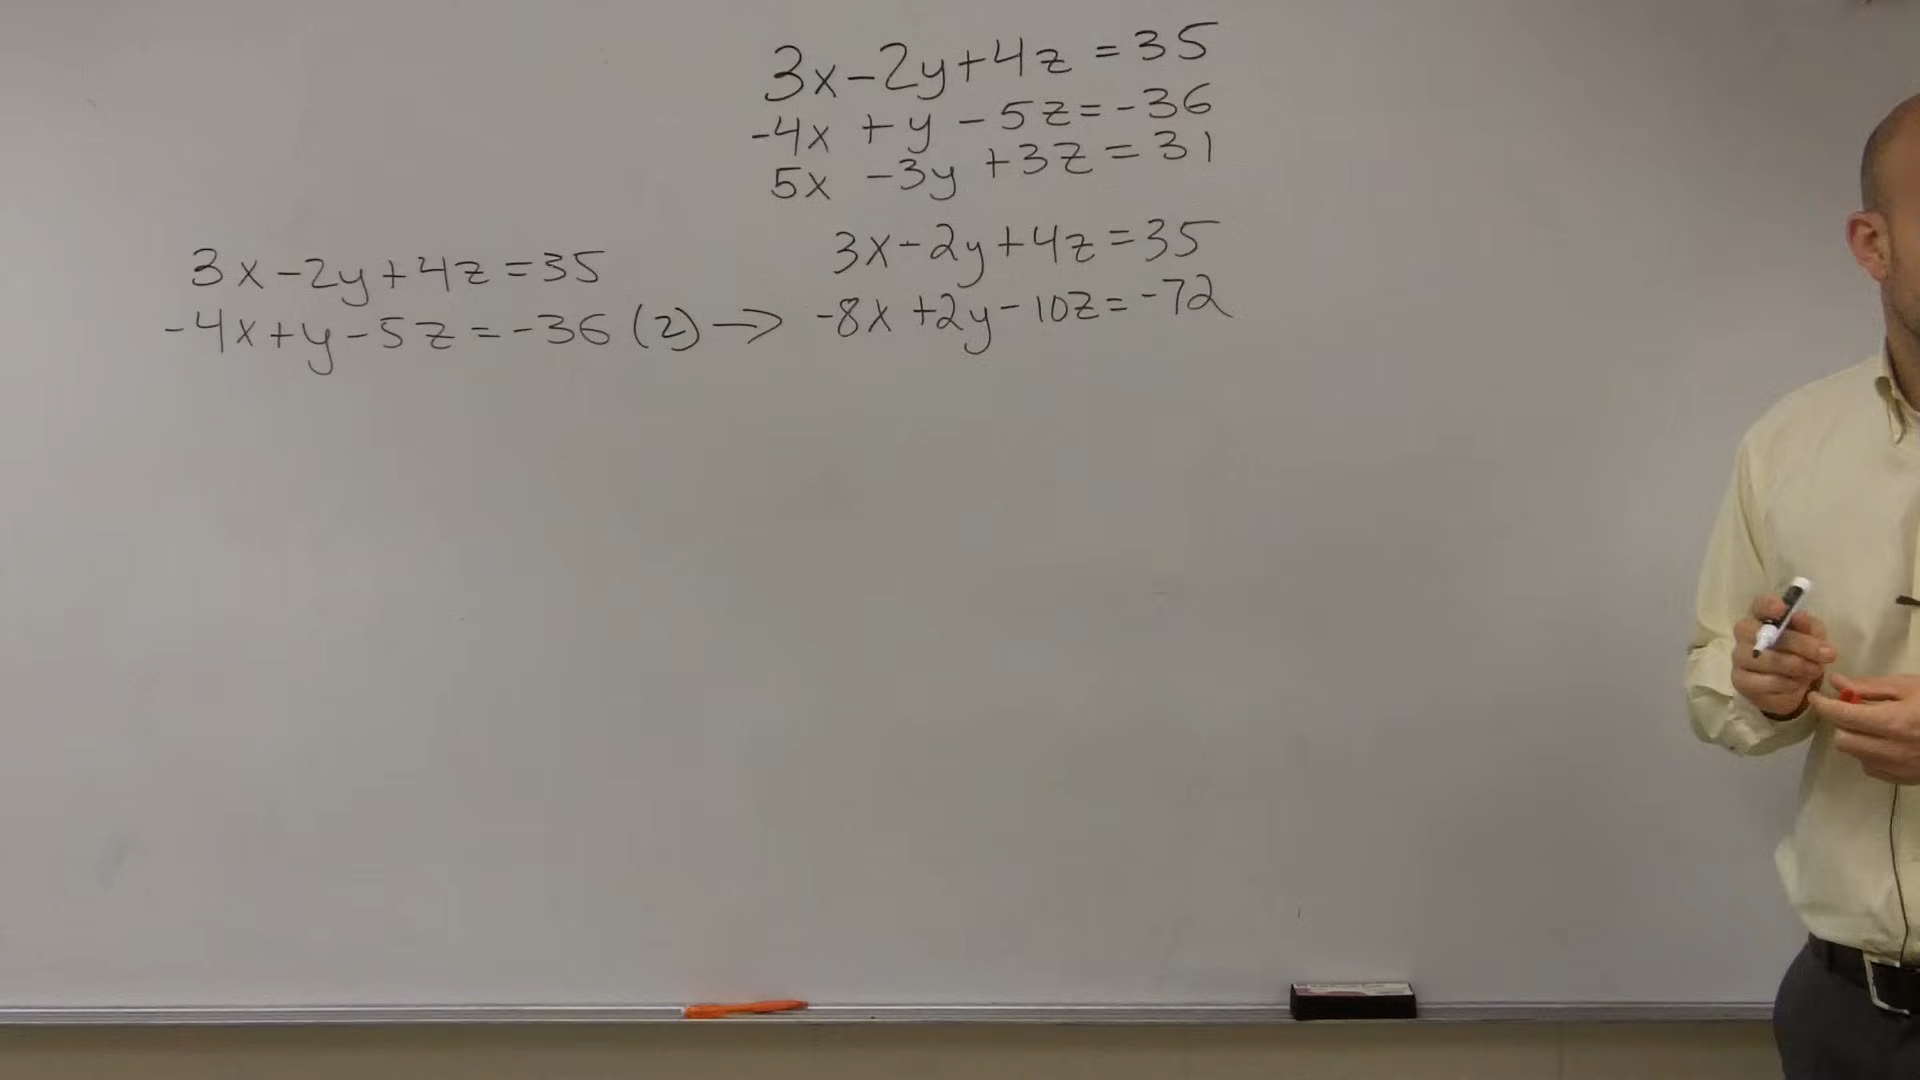 3x-2y+4z=35
-4x+y-5z=-36
5x-3y+3z=31
3x-2y+4z=35
-4x+y-5z=-36 (2) →
3x-2y+4z=35
-8x+2y-10z=-72